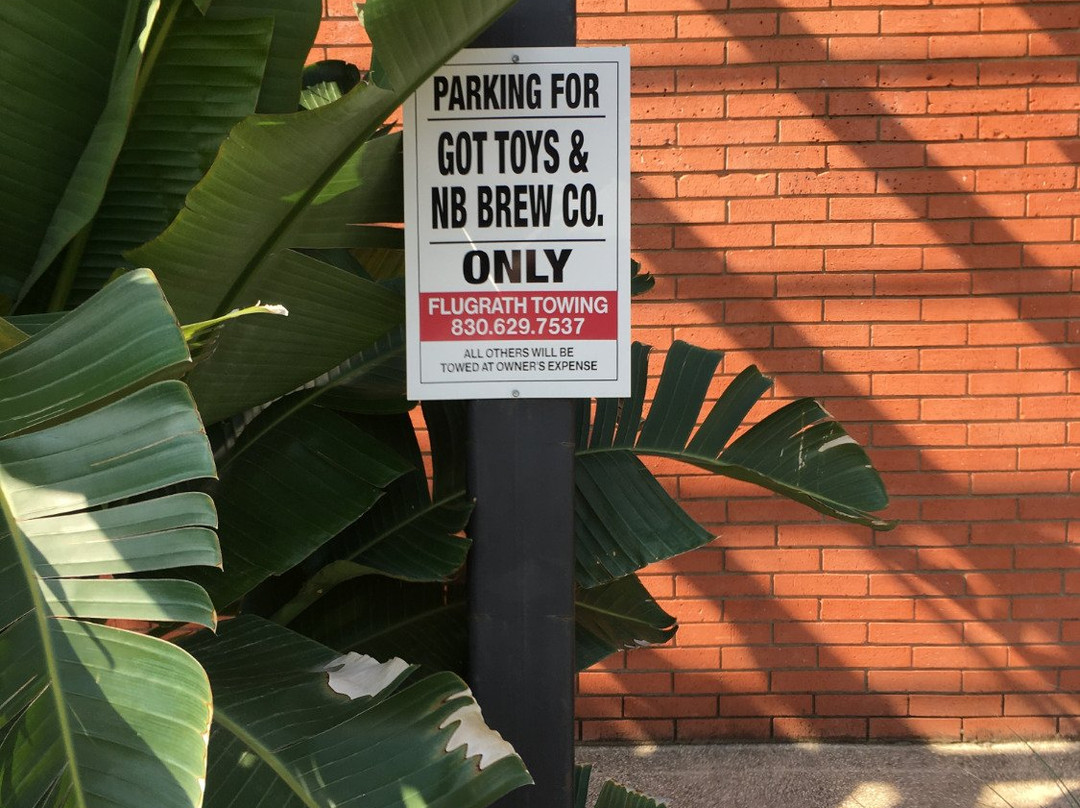 PARKING FOR
GOT TOYS &
NB BREW CO.
ONLY
FLUGRATH TOWING
830.629.7537
ALL OTHERS WILL BE
TOWED AT OWNER'S EXPENSE